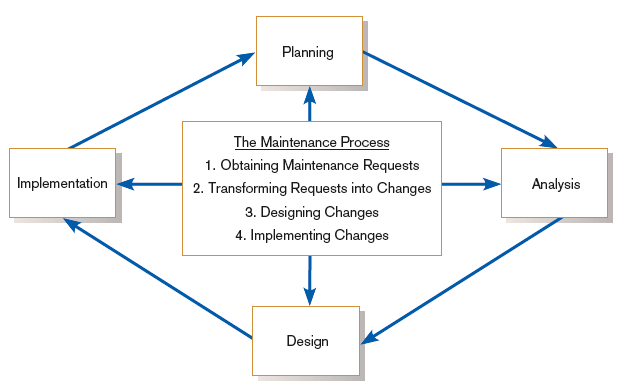 Planning
The Maintenance Process
1. Obtaining Maintenance Requests
2. Transforming Requests into Changes
3. Designing Changes
4. Implementing Changes
Implementation
Analysis
Design